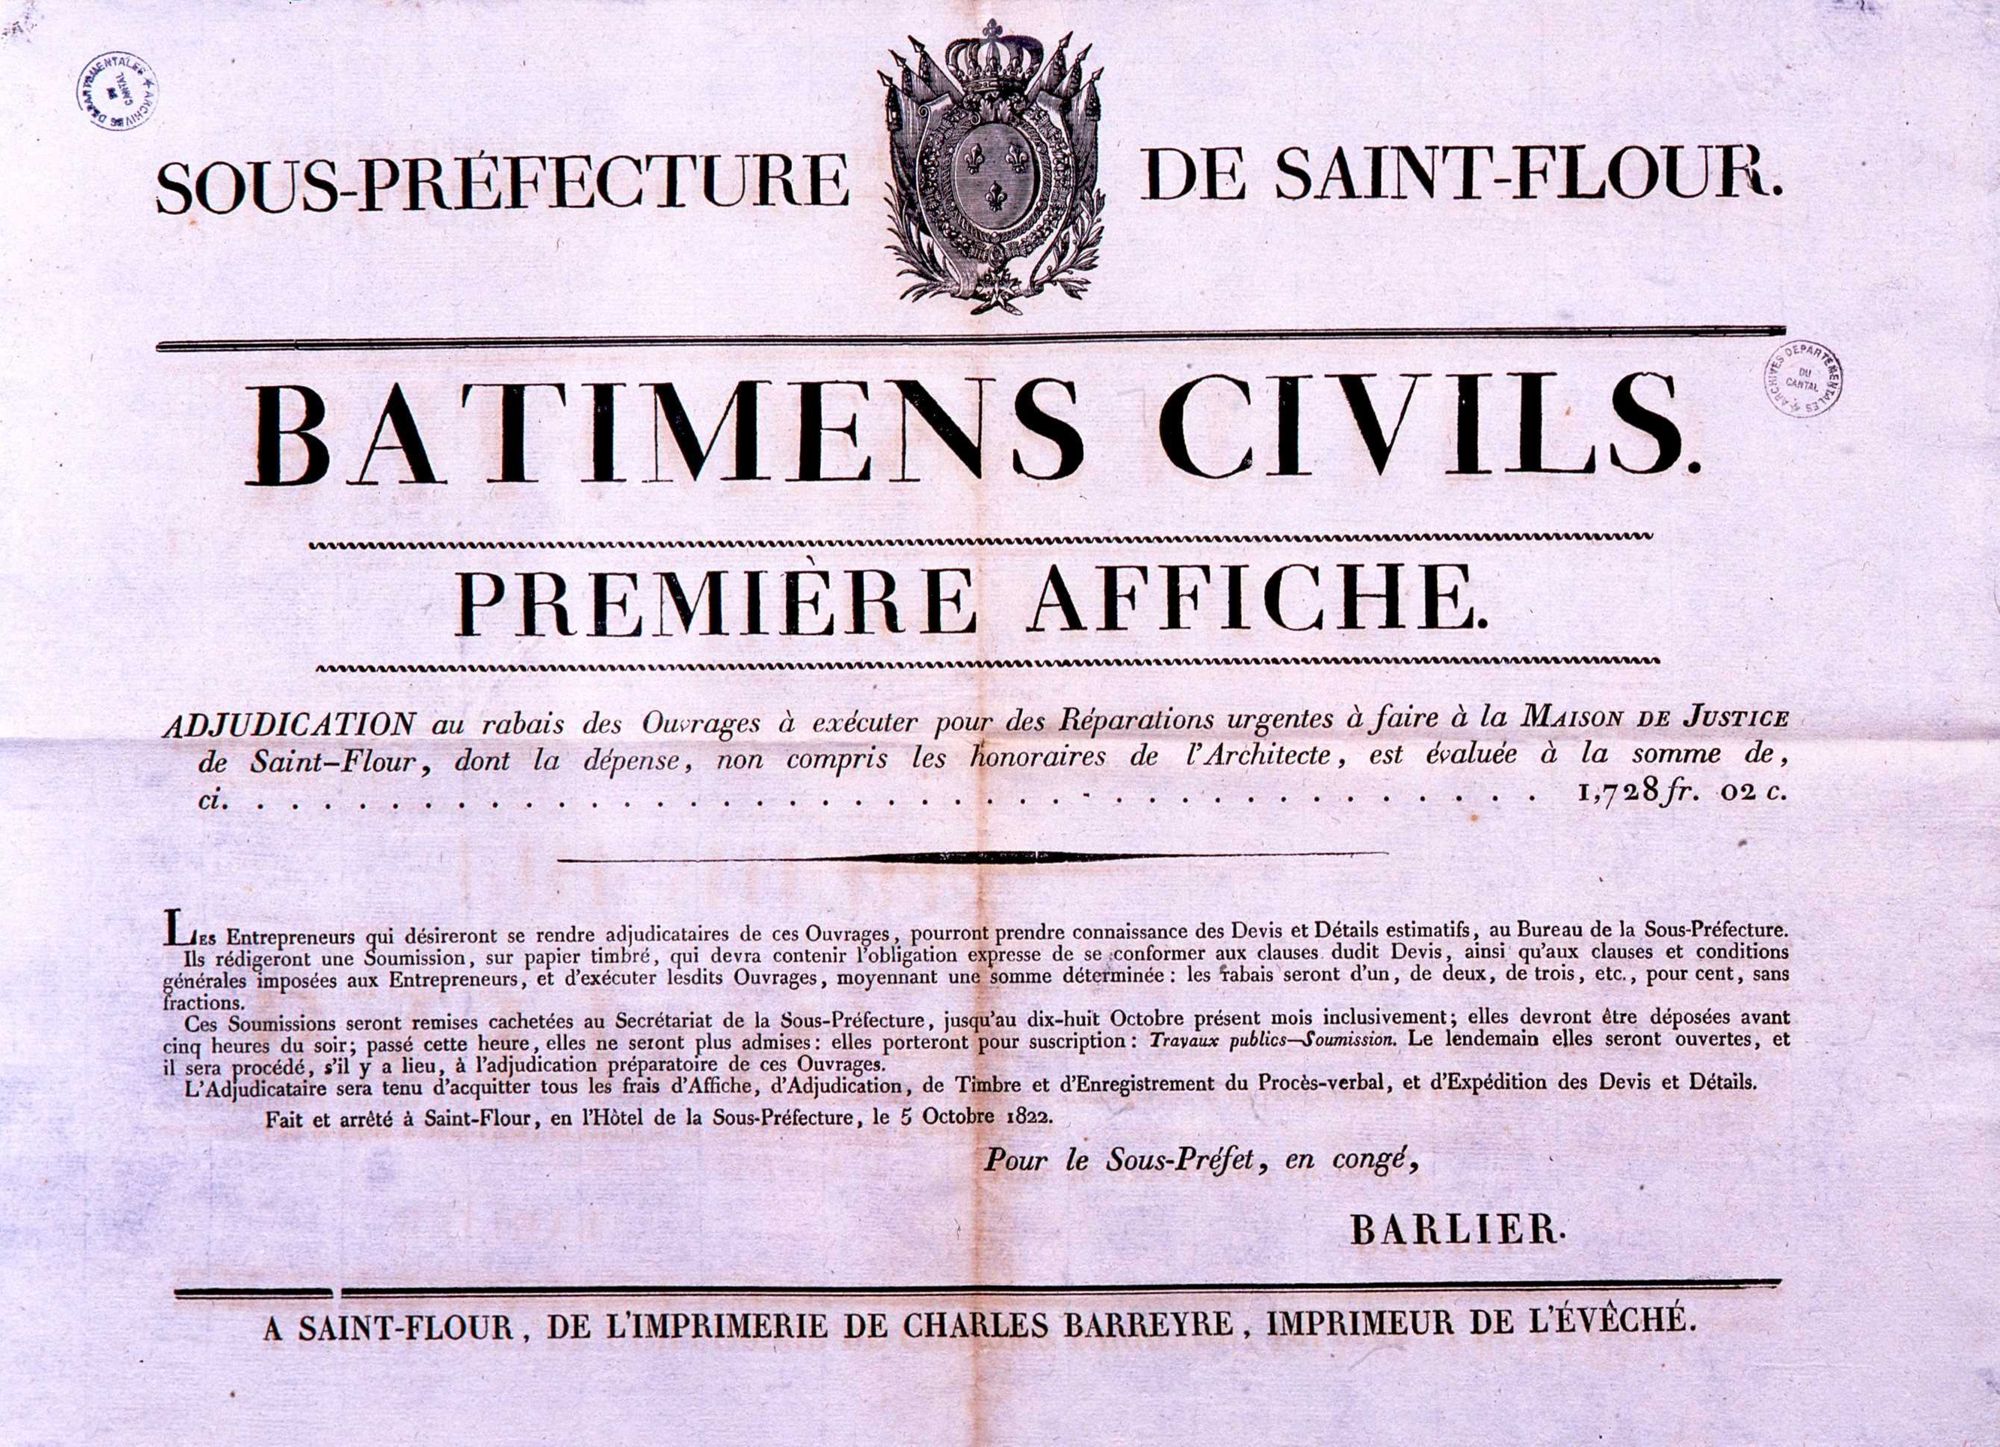 ARCHIVES DÉPARTEMENTALES
DU
CANTAL
SOUS-PRÉFECTURE DE SAINT-FLOUR.
ARCHIVES DEPARTEMENTALES
DU
CANTAL
BATIMENS CIVILS.
PREMIÈRE AFFICHE.
ADJUDICATION au rabais des Ouvrages à exécuter pour des Réparations urgentes à faire à la MAISON DE JUSTICE
de Saint-Flour, dont la dépense, non compris les honoraires de l'Architecte, est évaluée à la somme de,
ci. . . . . . . . . . . . . . . . . . . . . . . . . . . . . . . . . . . . . . . 1,728 fr. 02 c.
LES Entrepreneurs qui désireront se rendre adjudicataires de ces Ouvrages, pourront prendre connaissance des Devis et Détails estimatifs, au Bureau de la Sous-Préfecture.
Ils rédigeront une Soumission, sur papier timbré, qui devra contenir l'obligation expresse de se conformer aux clauses dudit Devis, ainsi qu'aux clauses et conditions
générales imposées aux Entrepreneurs, et d'exécuter lesdits Ouvrages, moyennant une somme déterminée : les rabais seront d'un, de deux, de trois, etc., pour cent, sans
fractions.
Ces Soumissions seront remises cachetées au Secrétariat de la Sous-Préfecture, jusqu'au dix-huit Octobre présent mois inclusivement; elles devront être déposées avant
cinq heures du soir; passé cette heure, elles ne seront plus admises : elles porteront pour suscription : Travaux publics—Soumission. Le lendemain elles seront ouvertes, et
il sera procédé, s'il y a lieu, à l'adjudication préparatoire de ces Ouvrages.
L'Adjudicataire sera tenu d'acquitter tous les frais d'Affiche, d'Adjudication, de Timbre et d'Enregistrement du Procès-verbal, et d'Expédition des Devis et Détails.
Fait et arrêté à Saint-Flour, en l'Hôtel de la Sous-Préfecture, le 5 Octobre 1822.
Pour le Sous-Préfet, en congé,
BARLIER.
A SAINT-FLOUR, DE L'IMPRIMERIE DE CHARLES BARREYRE, IMPRIMEUR DE L'ÉVÊCHÉ.